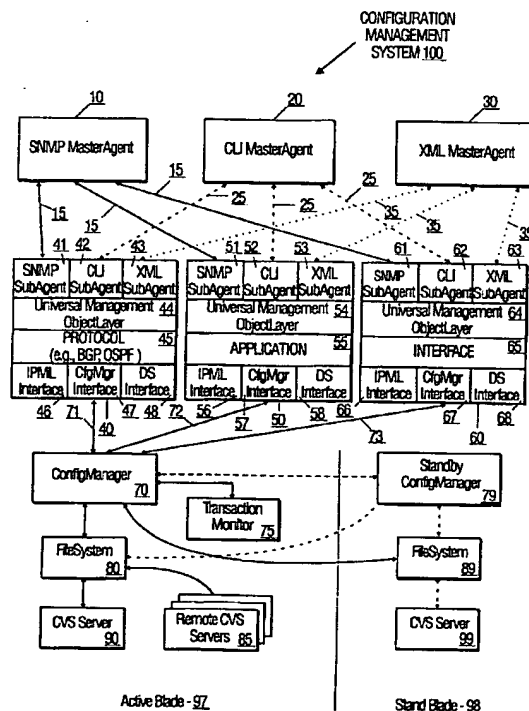 CONFIGURATION
MANAGEMENT
SYSTEM 100
10
20
30
SNMP MasterAgent
CLI MasterAgent
XML MasterAgent
15
15
15
25
25
25
35
35
35
41
42
43
51
52
53
61
62
63
SNMP SubAgent
CLI SubAgent
XML SubAgent
Universal Management 44
ObjectLayer
PROTOCOL 45
(e.g., BGP, OSPF)
IPML Interface
CfgMgr Interface
DS Interface
SNMP SubAgent
CLI SubAgent
XML SubAgent
Universal Management 54
ObjectLayer
APPLICATION
55
IPML Interface
CfgMgr Interface
DS Interface
SNMP SubAgent
CLI SubAgent
XML SubAgent
Universal Management 64
ObjectLayer
INTERFACE
65
IPML Interface
CfgMgr Interface
DS Interface
46
71
40
47
48
72
56
57
50
58
66
73
67
60
68
ConfigManager
70
Transaction
Monitor 75
Standby
ConfigManager
79
FileSystem
80
FileSystem
89
CVS Server
90
Remote CVS
Servers 85
CVS Server
99
Active Blade - 97
Stand Blade - 98